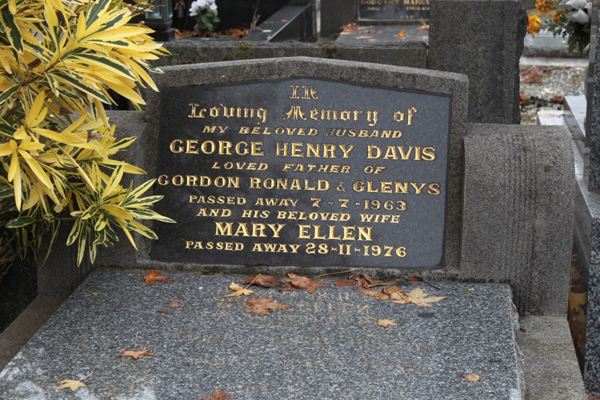 In
Loving Memory of
MY BELOVED HUSBAND
GEORGE HENRY DAVIS
LOVED FATHER OF
GORDON RONALD & GLENYS
PASSED AWAY 7-7-1963
AND HIS BELOVED WIFE
MARY ELLEN
PASSED AWAY 28-11-1976